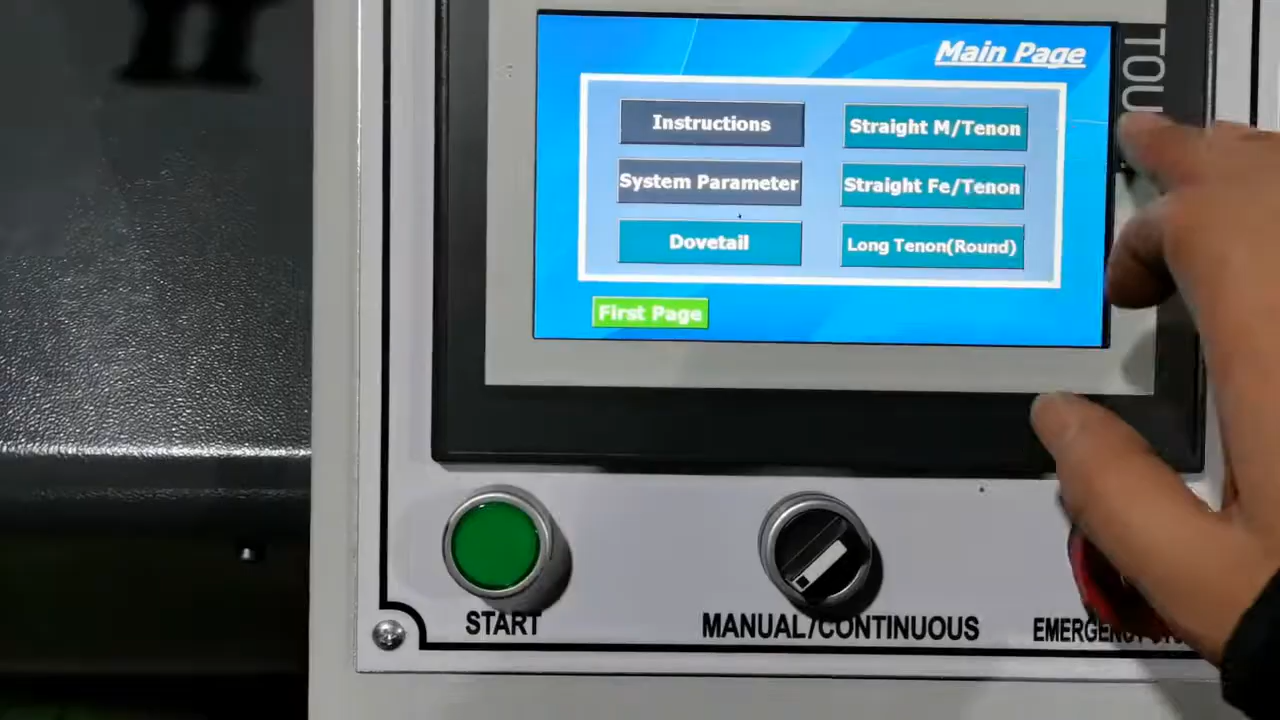 Main Page
Instructions
Straight M/Tenon
System Parameter
Straight Fe/Tenon
Dovetail
Long Tenon(Round)
First Page
START
MANUAL/CONTINUOUS